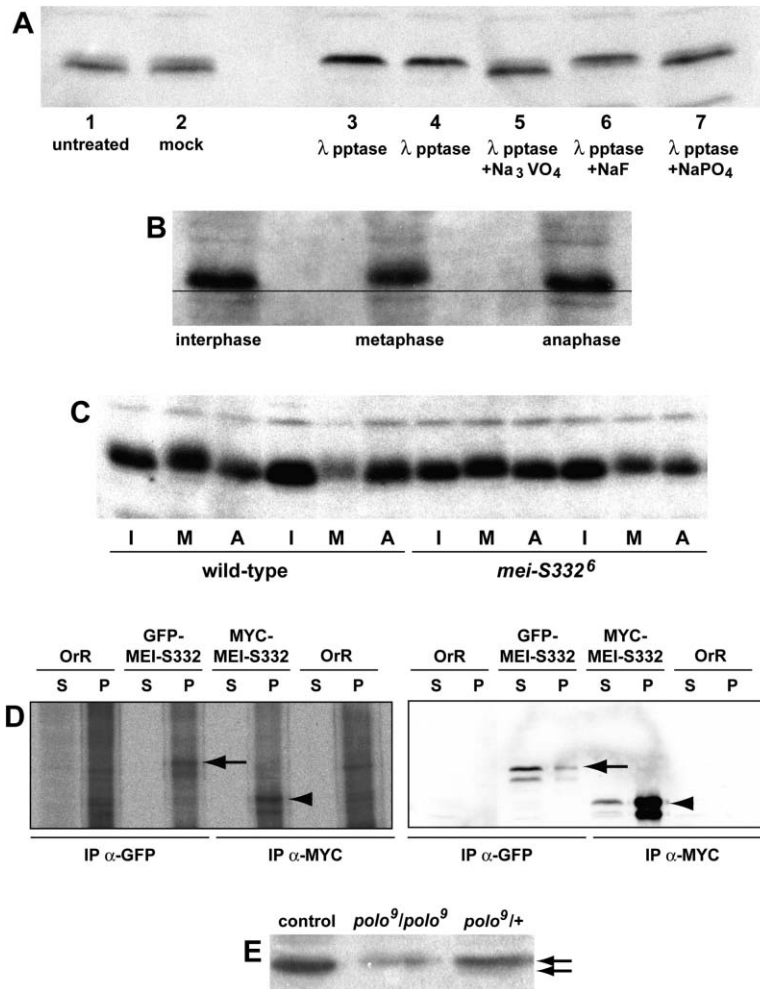 A
1 2 3 4 5 6 7
untreated mock λ pptase λ pptase λ pptase λ pptase λ pptase
+Na3 VO4 +NaF +NaPO4
B
interphase metaphase anaphase
C
I M A I M A I M A I M A
wild-type mei-S332⁶
GFP- MYC- GFP- MYC-
OrR MEI-S332 MEI-S332 OrR OrR MEI-S332 MEI-S332 OrR
S P S P S P S P S P S P S P S P
D
IP α-GFP IP α-MYC IP α-GFP IP α-MYC
control polo⁹/polo⁹ polo⁹/+
E